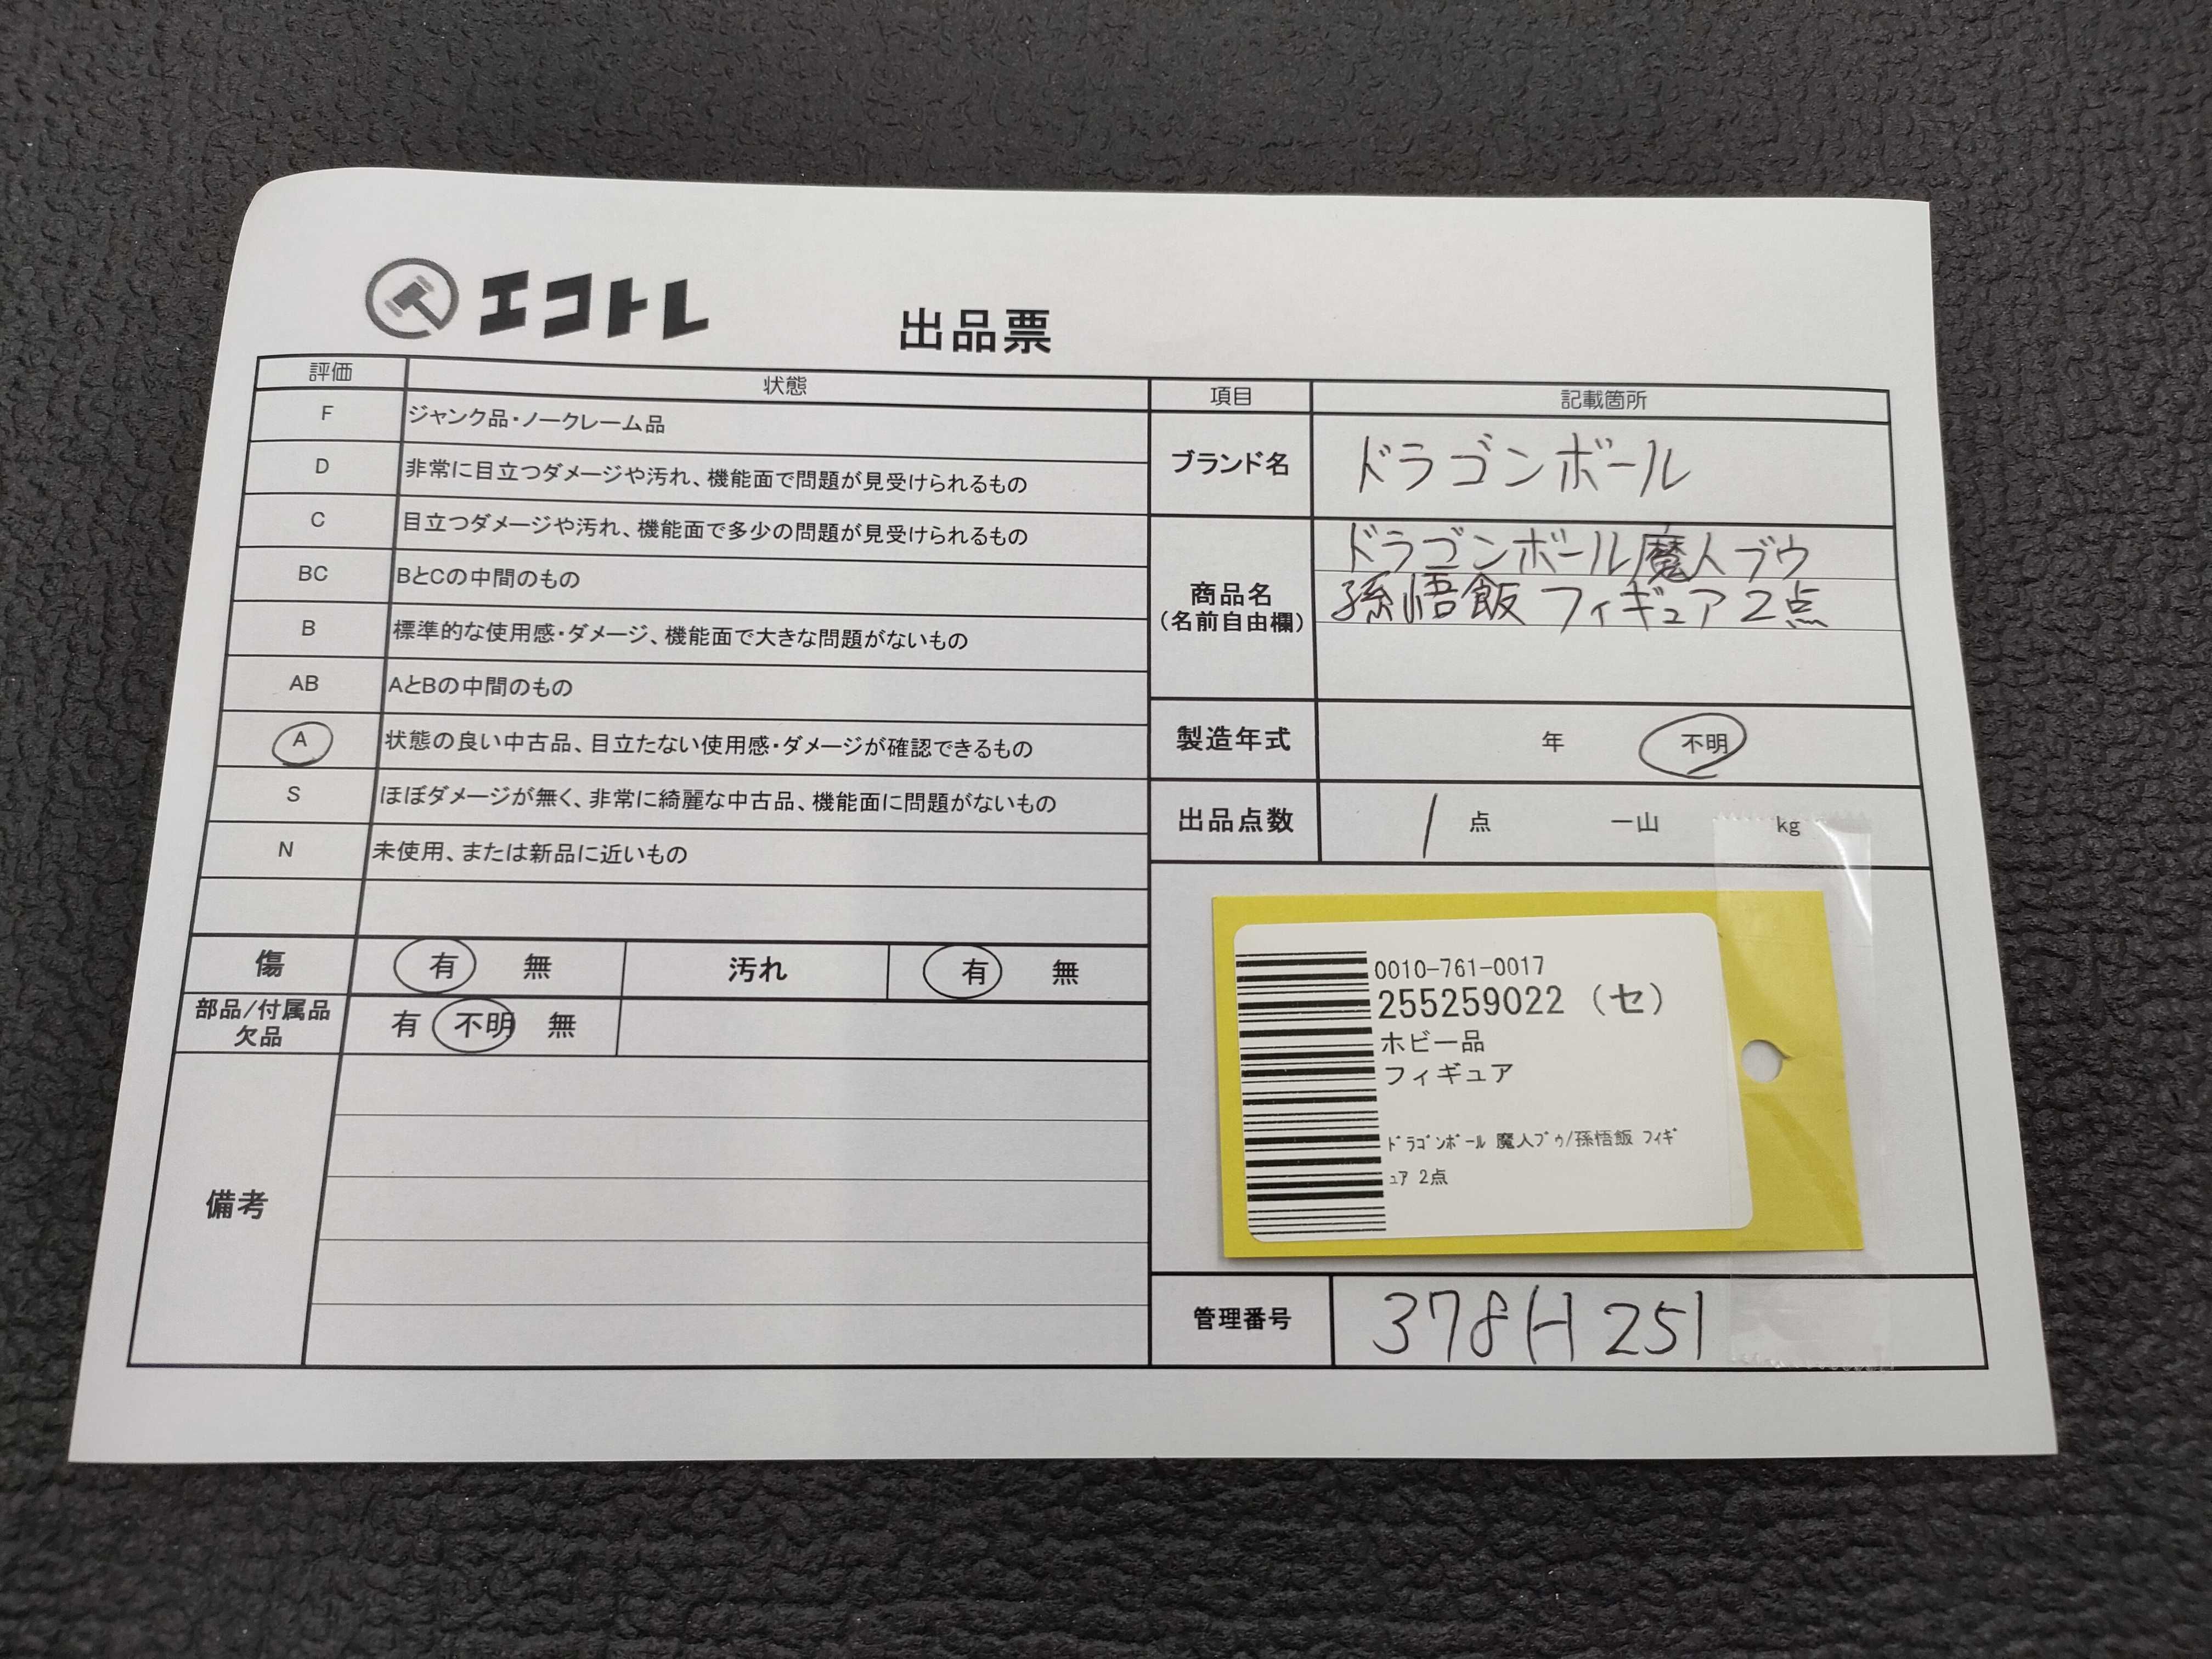 エコトレ
出品票
評価 状態
F ジャンク品・ノークレーム品
D 非常に目立つダメージや汚れ、機能面で問題が見受けられるもの
C 目立つダメージや汚れ、機能面で多少の問題が見受けられるもの
BC BとCの中間のもの
B 標準的な使用感・ダメージ、機能面で大きな問題がないもの
AB AとBの中間のもの
A 状態の良い中古品、目立たない使用感・ダメージが確認できるもの
S ほぼダメージが無く、非常に綺麗な中古品、機能面に問題がないもの
N 未使用、または新品に近いもの
傷 有 無 汚れ 有 無
部品/付属品
欠品
有 不明 無
備考
項目 記載箇所
ブランド名 ドラゴンボール
商品名
(名前自由欄)
ドラゴンボール魔人ブウ
孫悟飯 フィギュア2点
製造年式 年 不明
出品点数 1 点 一山 kg
0010-761-0017
255259022 (セ)
ホビー品
フィギュア
ﾄﾞﾗｺﾞﾝﾎﾞｰﾙ 魔人ﾌﾞｩ/孫悟飯 ﾌｨｷﾞ
ｭｱ 2点
管理番号 378H251